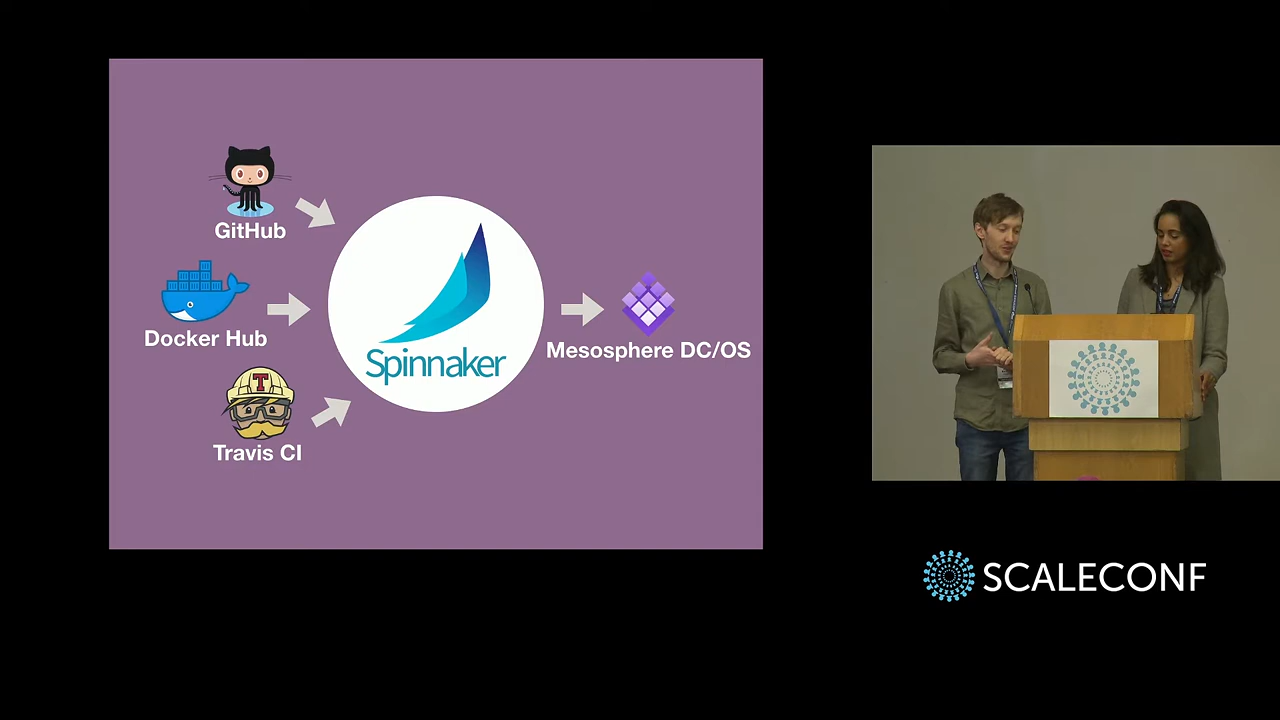 GitHub
Docker Hub
T
Travis CI
Spinnaker
Mesosphere DC/OS
SCALECONF